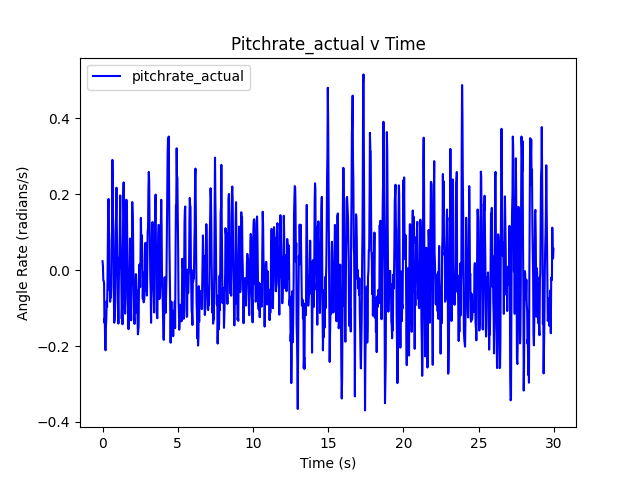 Pitchrate_actual v Time
pitchrate_actual
Angle Rate (radians/s)
0.4
0.2
0.0
−0.2
−0.4
0 5 10 15 20 25 30
Time (s)